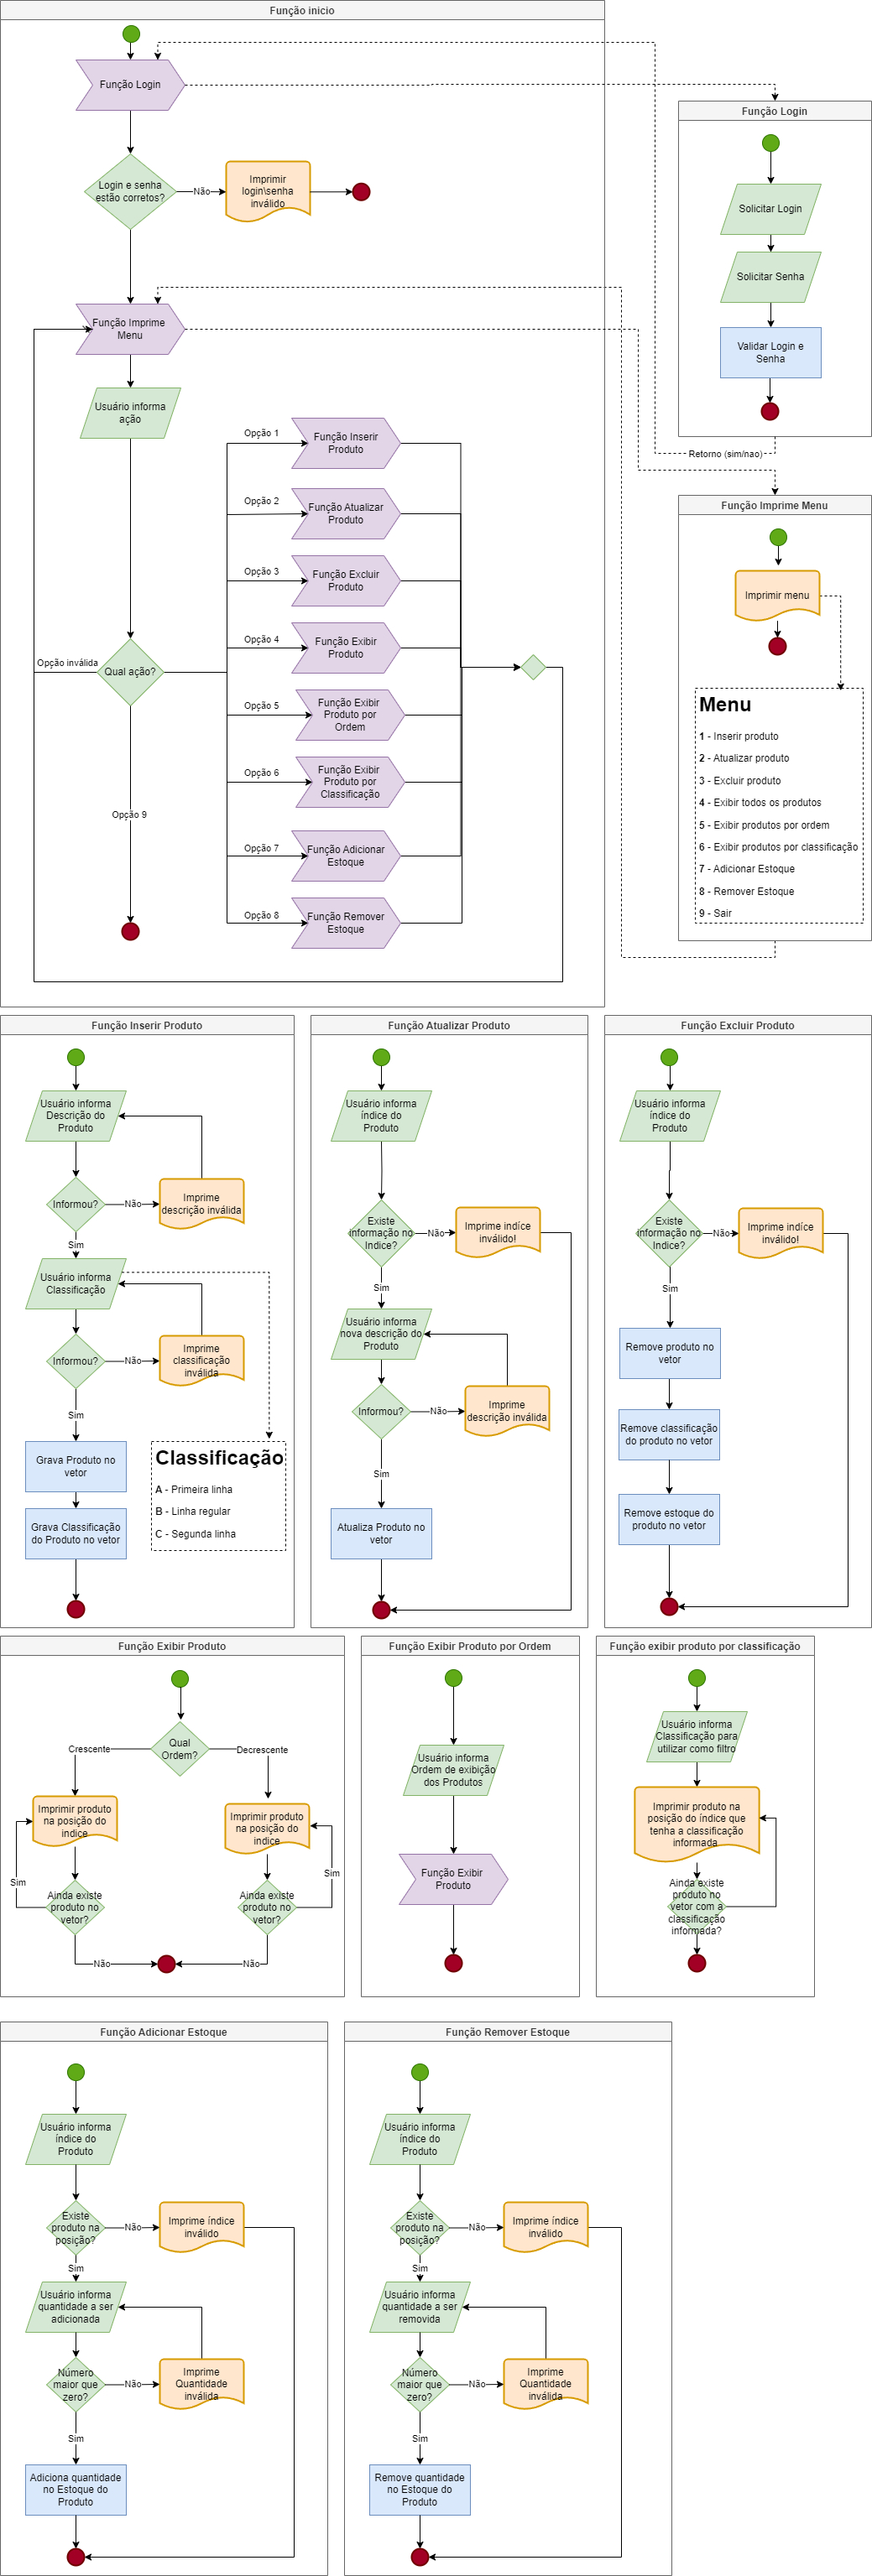 Função inicio
Função Login
Login e senha
estão corretos?
Não
Imprimir
login\senha
inválido
Função Imprime
Menu
Usuário informa
ação
Qual ação?
Opção inválida
Opção 9
Opção 1
Função Inserir
Produto
Opção 2
Função Atualizar
Produto
Opção 3
Função Excluir
Produto
Opção 4
Função Exibir
Produto
Opção 5
Função Exibir
Produto por
Ordem
Opção 6
Função Exibir
Produto por
Classificação
Opção 7
Função Adicionar
Estoque
Opção 8
Função Remover
Estoque
Função Login
Solicitar Login
Solicitar Senha
Validar Login e
Senha
Retorno (sim/nao)
Função Imprime Menu
Imprimir menu
Menu
1 - Inserir produto
2 - Atualizar produto
3 - Excluir produto
4 - Exibir todos os produtos
5 - Exibir produtos por ordem
6 - Exibir produtos por classificação
7 - Adicionar Estoque
8 - Remover Estoque
9 - Sair
Função Inserir Produto
Usuário informa
Descrição do
Produto
Informou?
Não
Imprime
descrição inválida
Sim
Usuário informa
Classificação
Informou?
Não
Imprime
classificação
inválida
Sim
Grava Produto no
vetor
Grava Classificação
do Produto no vetor
Classificação
A - Primeira linha
B - Linha regular
C - Segunda linha
Função Atualizar Produto
Usuário informa
índice do
Produto
Existe
informação no
Indice?
Não
Imprime indíce
inválido!
Sim
Usuário informa
nova descrição do
Produto
Informou?
Não
Imprime
descrição inválida
Sim
Atualiza Produto no
vetor
Função Excluir Produto
Usuário informa
índice do
Produto
Existe
informação no
Indice?
Não
Imprime indíce
inválido!
Sim
Remove produto no
vetor
Remove classificação
do produto no vetor
Remove estoque do
produto no vetor
Função Exibir Produto
Qual
Ordem?
Crescente
Decrescente
Imprimir produto
na posição do
indice
Imprimir produto
na posição do
indice
Sim
Sim
Ainda existe
produto no
vetor?
Ainda existe
produto no
vetor?
Não
Não
Função Exibir Produto por Ordem
Usuário informa
Ordem de exibição
dos Produtos
Função Exibir
Produto
Função exibir produto por classificação
Usuário informa
Classificação para
utilizar como filtro
Imprimir produto na
posição do índice que
tenha a classificação
informada
Ainda existe
produto no
vetor com a
classificação
informada?
Função Adicionar Estoque
Usuário informa
índice do
Produto
Existe
produto na
posição?
Não
Imprime índice
inválido
Sim
Usuário informa
quantidade a ser
adicionada
Número
maior que
zero?
Não
Imprime
Quantidade
inválida
Sim
Adiciona quantidade
no Estoque do
Produto
Função Remover Estoque
Usuário informa
índice do
Produto
Existe
produto na
posição?
Não
Imprime índice
inválido
Sim
Usuário informa
quantidade a ser
removida
Número
maior que
zero?
Não
Imprime
Quantidade
inválida
Sim
Remove quantidade
no Estoque do
Produto